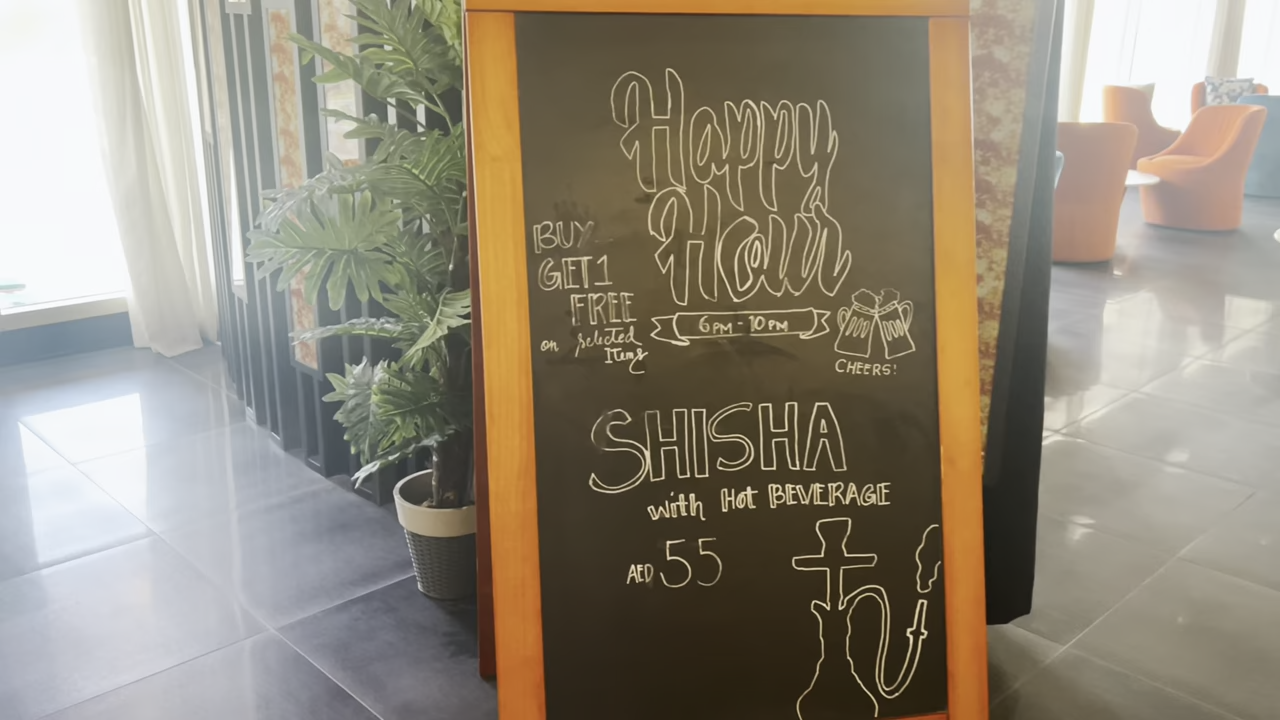 Happy
Hour
BUY
GET 1
FREE
on selected
Items
6PM - 10PM
CHEERS!
SHISHA
with Hot BEVERAGE
AED 55